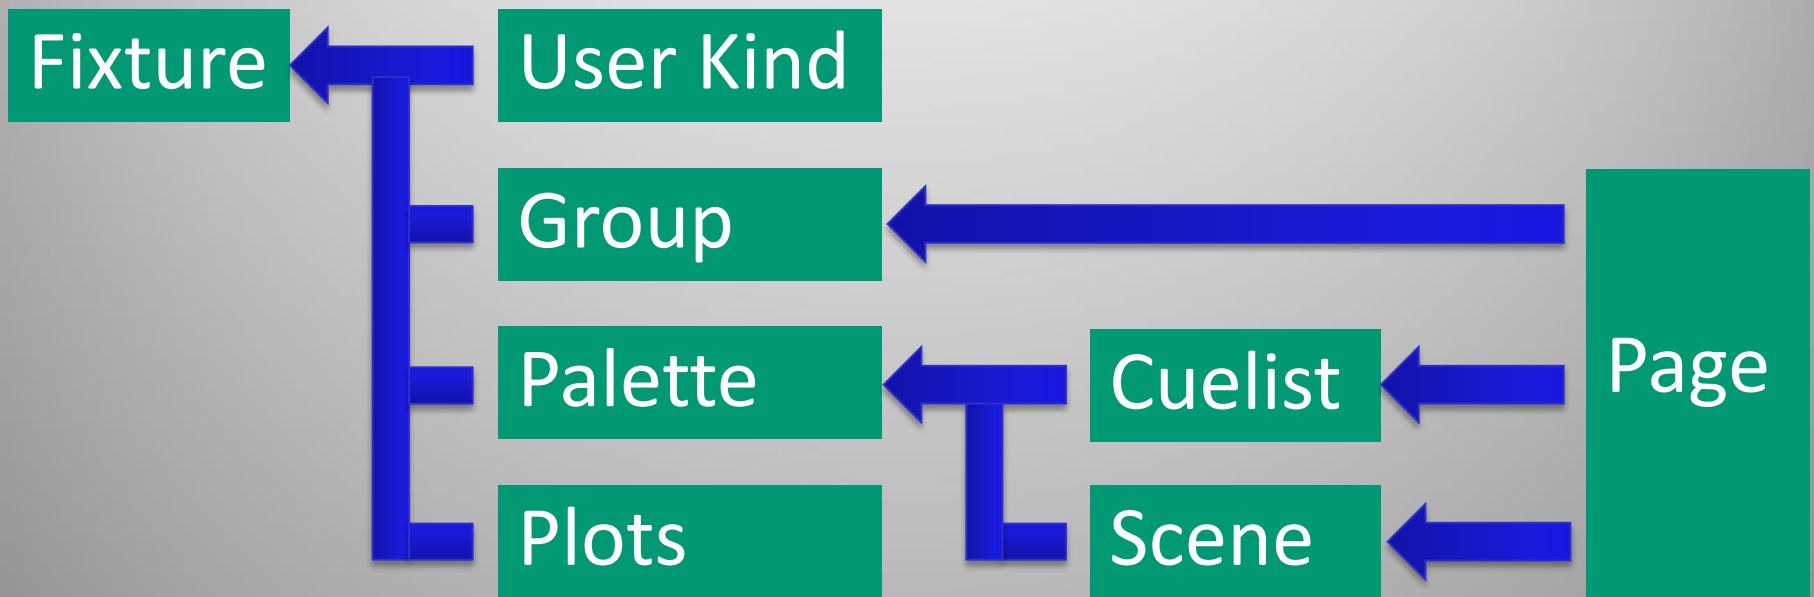 Fixture
User Kind
Group
Palette
Plots
Cuelist
Scene
Page